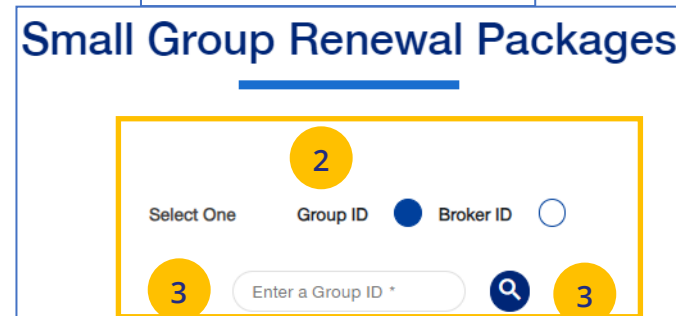 Small Group Renewal Packages
2
Select One Group ID Broker ID
3 Enter a Group ID * 3